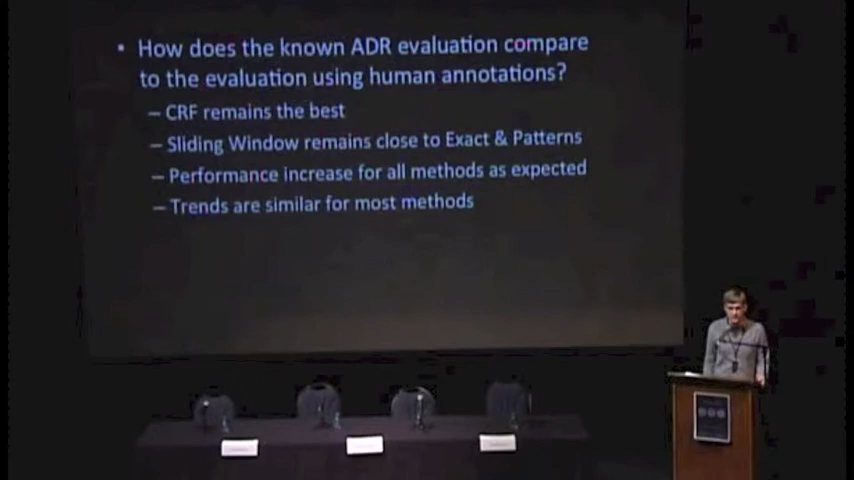 • How does the known ADR evaluation compare
to the evaluation using human annotations?
– CRF remains the best
– Sliding Window remains close to Exact & Patterns
– Performance increase for all methods as expected
– Trends are similar for most methods